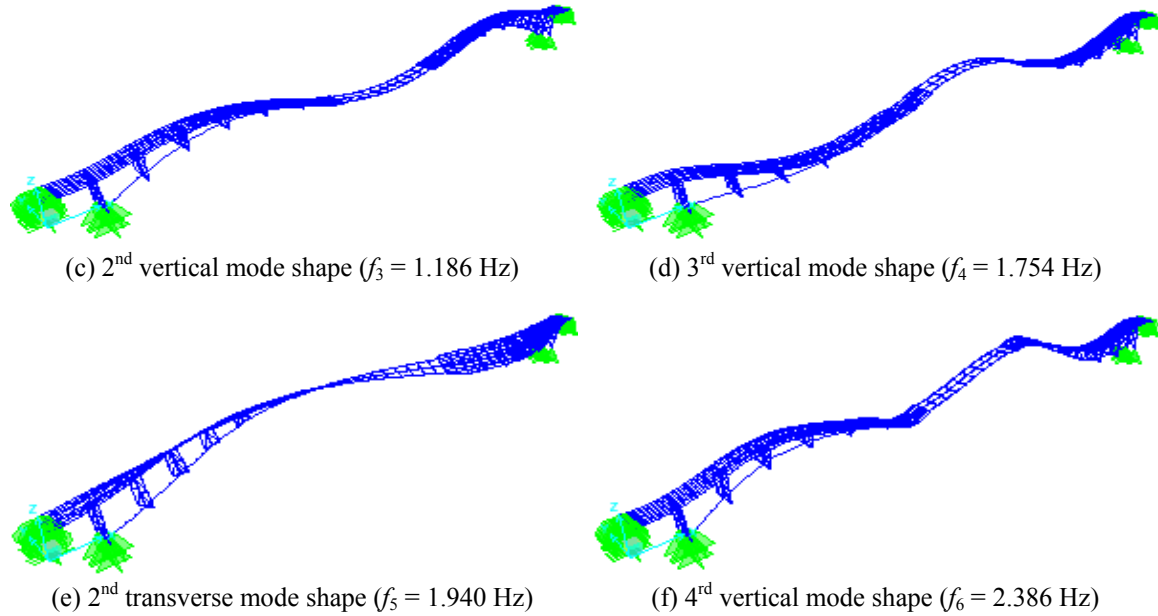 (c) 2nd vertical mode shape (f3 = 1.186 Hz)
(d) 3rd vertical mode shape (f4 = 1.754 Hz)
(e) 2nd transverse mode shape (f5 = 1.940 Hz)
(f) 4rd vertical mode shape (f6 = 2.386 Hz)
Z
Z
Z
Z